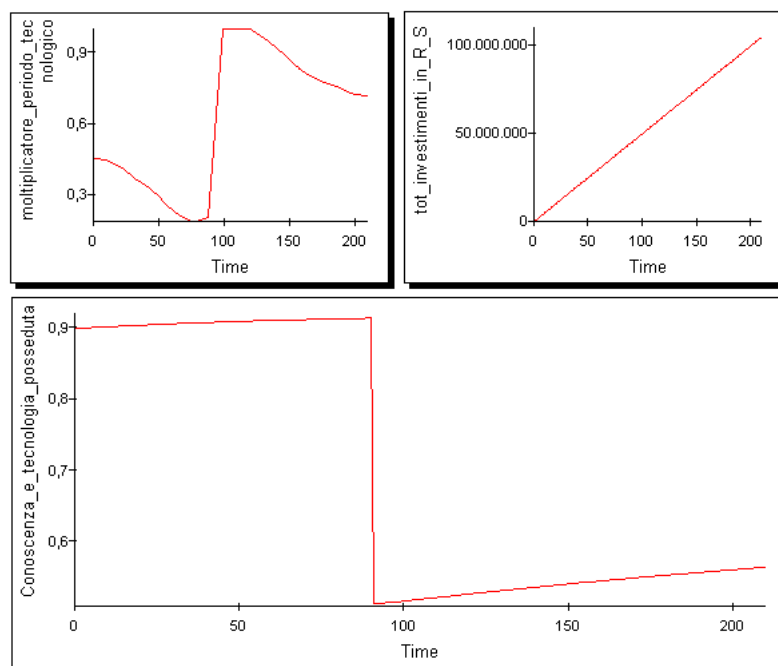 moltiplicatore_periodo_tec
nologico
0,9
0,6
0,3
0 50 100 150 200
Time
tot_investimenti_in_R_S
100.000.000
50.000.000
0
0 50 100 150 200
Time
Conoscenza_e_tecnologia_posseduta
0,9
0,8
0,7
0,6
0 50 100 150 200
Time